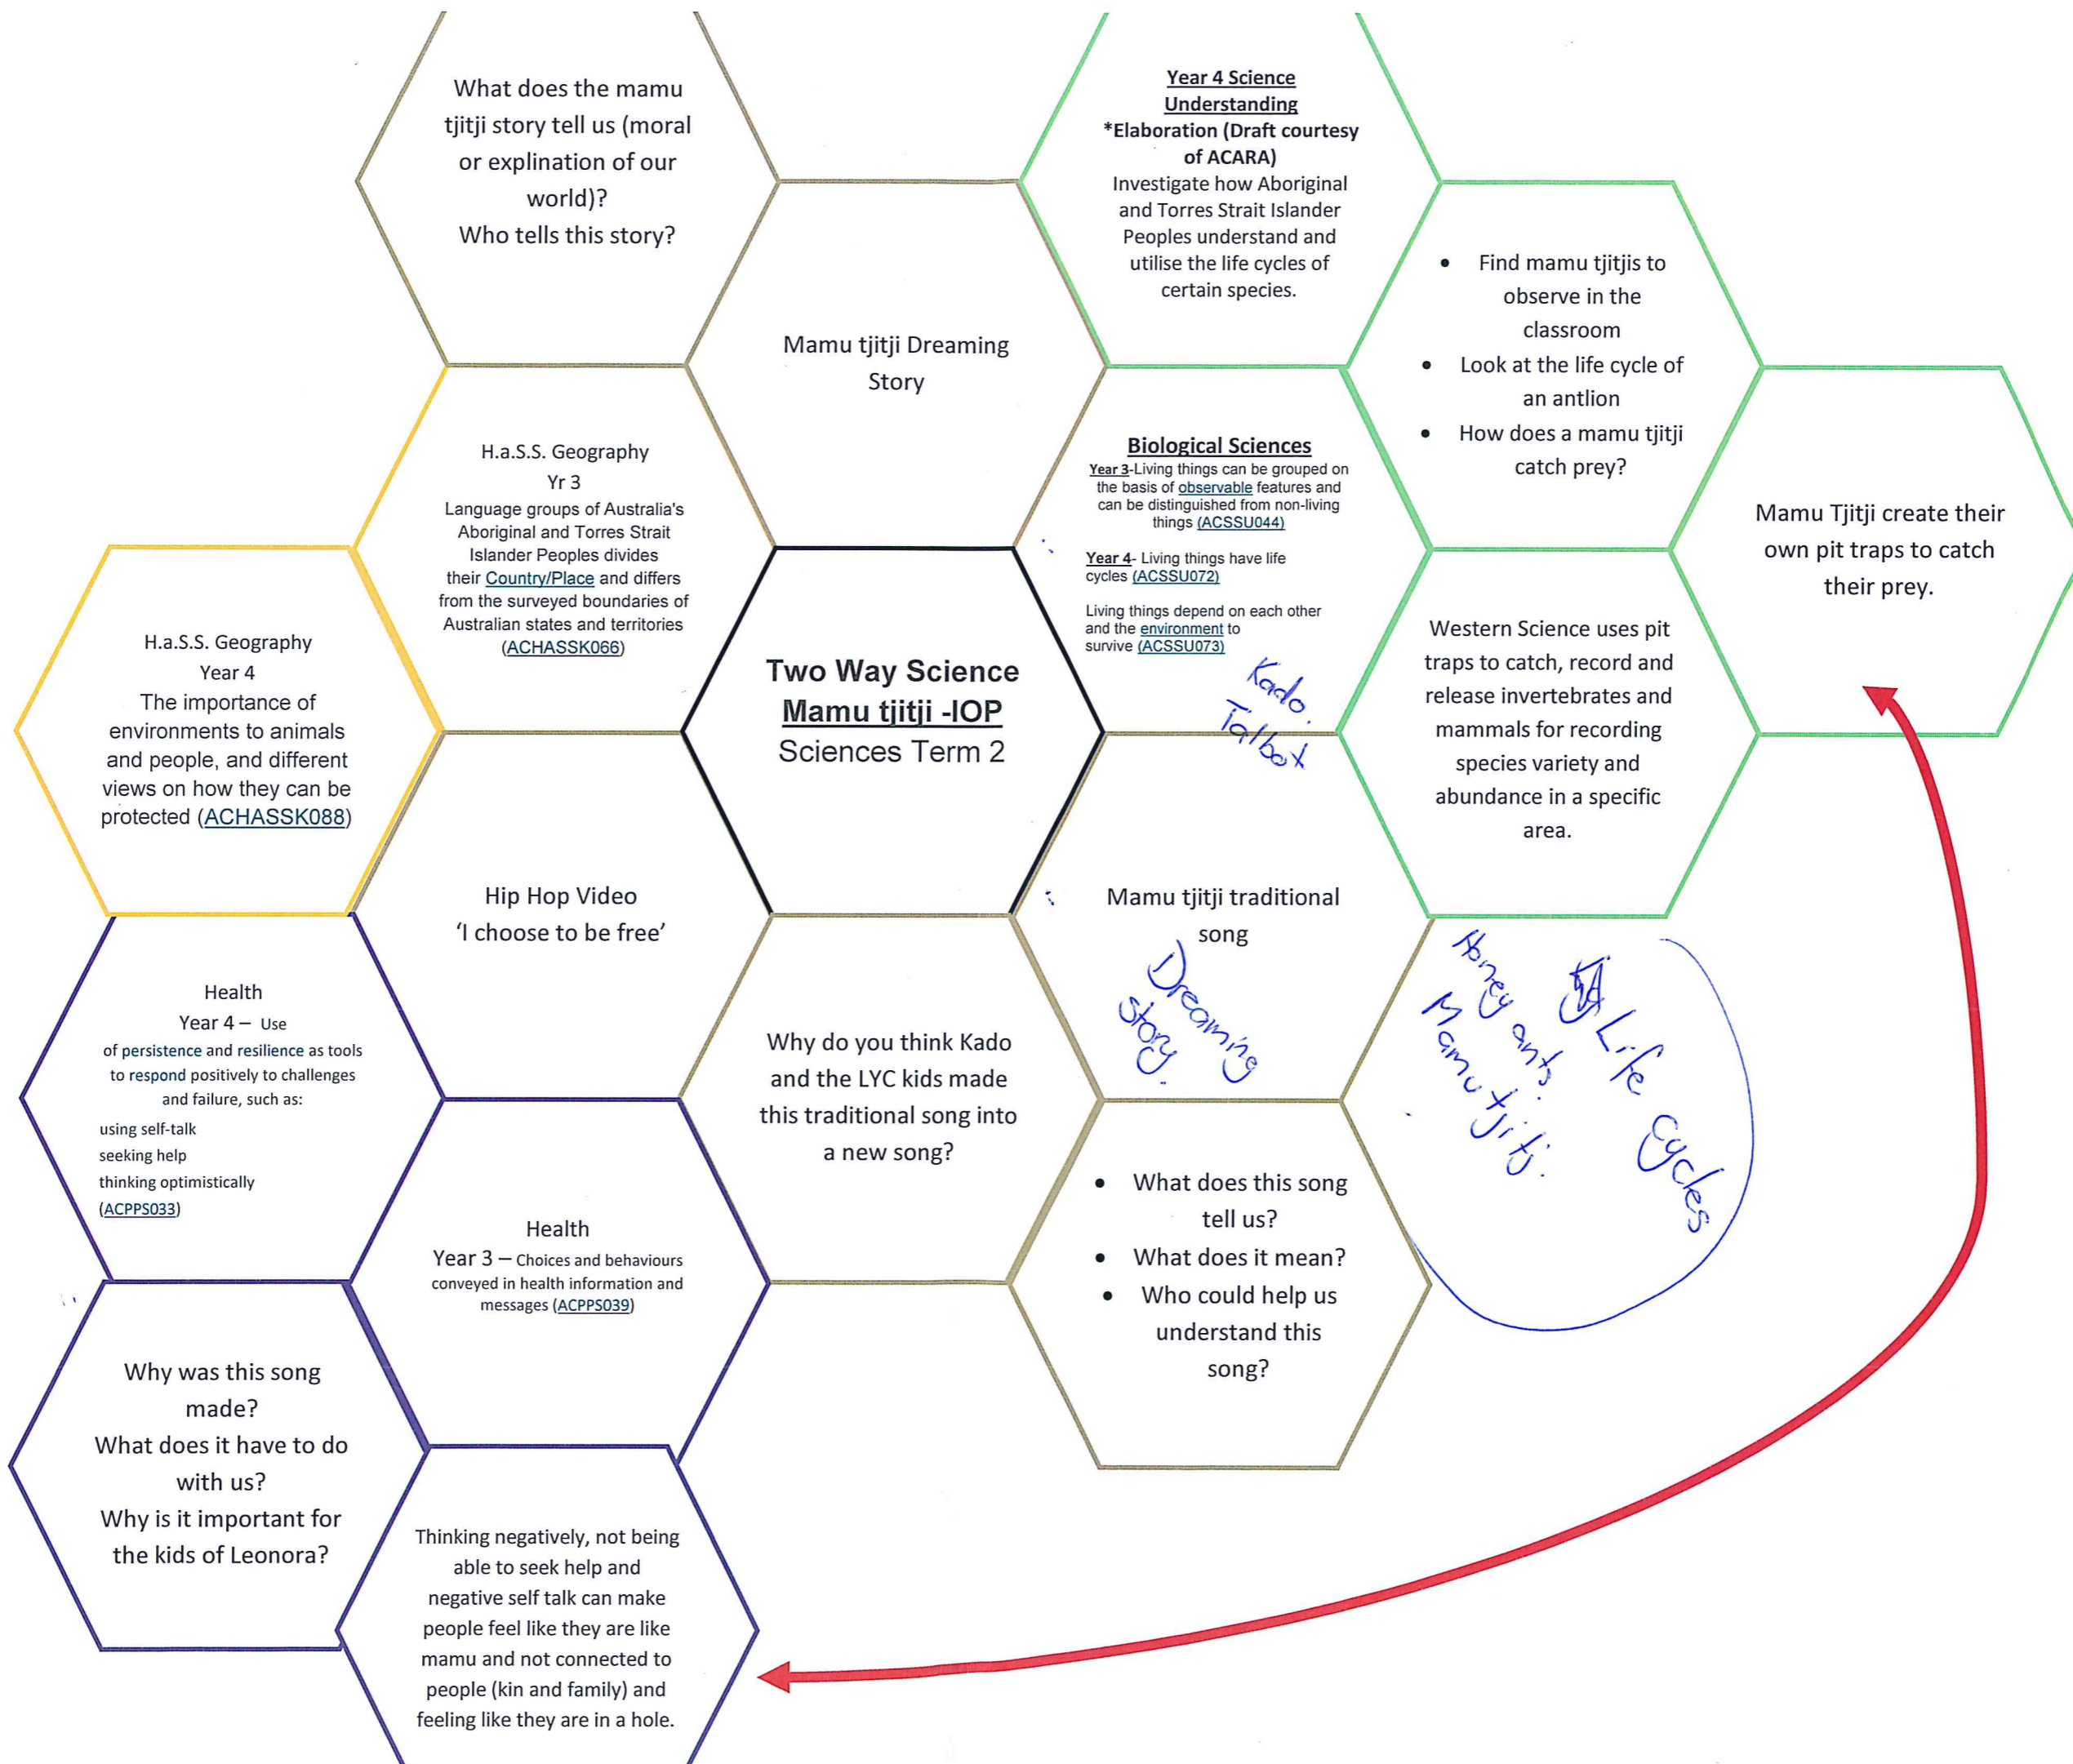 What does the mamu
tjitji story tell us (moral
or explination of our
world)?
Who tells this story?
Year 4 Science
Understanding
*Elaboration (Draft courtesy
of ACARA)
Investigate how Aboriginal
and Torres Strait Islander
Peoples understand and
utilise the life cycles of
certain species.
Mamu tjitji Dreaming
Story
• Find mamu tjitjis to
observe in the
classroom
• Look at the life cycle of
an antlion
• How does a mamu tjitji
catch prey?
H.a.S.S. Geography
Yr 3
Language groups of Australia's
Aboriginal and Torres Strait
Islander Peoples divides
their Country/Place and differs
from the surveyed boundaries of
Australian states and territories
(ACHASSK066)
Biological Sciences
Year 3-Living things can be grouped on
the basis of observable features and
can be distinguished from non-living
things (ACSSU044)
Year 4- Living things have life
cycles (ACSSU072)
Living things depend on each other
and the environment to
survive (ACSSU073)
Kado.
Talbot
Mamu Tjitji create their
own pit traps to catch
their prey.
H.a.S.S. Geography
Year 4
The importance of
environments to animals
and people, and different
views on how they can be
protected (ACHASSK088)
Two Way Science
Mamu tjitji -IOP
Sciences Term 2
Western Science uses pit
traps to catch, record and
release invertebrates and
mammals for recording
species variety and
abundance in a specific
area.
Hip Hop Video
‘I choose to be free’
Mamu tjitji traditional
song
Dreaming
story.
Life cycles
Honey ants.
Mamu tjitj.
Health
Year 4 – Use
of persistence and resilience as tools
to respond positively to challenges
and failure, such as:
using self-talk
seeking help
thinking optimistically
(ACPPS033)
Why do you think Kado
and the LYC kids made
this traditional song into
a new song?
• What does this song
tell us?
• What does it mean?
• Who could help us
understand this
song?
Health
Year 3 – Choices and behaviours
conveyed in health information and
messages (ACPPS039)
Why was this song
made?
What does it have to do
with us?
Why is it important for
the kids of Leonora?
Thinking negatively, not being
able to seek help and
negative self talk can make
people feel like they are like
mamu and not connected to
people (kin and family) and
feeling like they are in a hole.